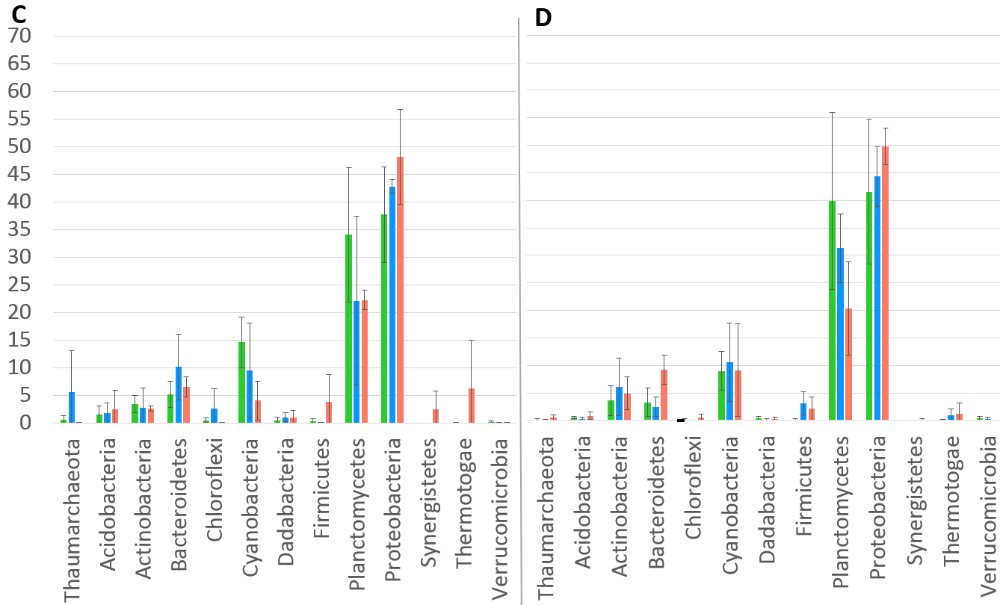 C
D
70
65
60
55
50
45
40
35
30
25
20
15
10
5
0
Thaumarchaeota
Acidobacteria
Actinobacteria
Bacteroidetes
Chloroflexi
Cyanobacteria
Dadabacteria
Firmicutes
Planctomycetes
Proteobacteria
Synergistetes
Thermotogae
Verrucomicrobia
Thaumarchaeota
Acidobacteria
Actinobacteria
Bacteroidetes
Chloroflexi
Cyanobacteria
Dadabacteria
Firmicutes
Planctomycetes
Proteobacteria
Synergistetes
Thermotogae
Verrucomicrobia